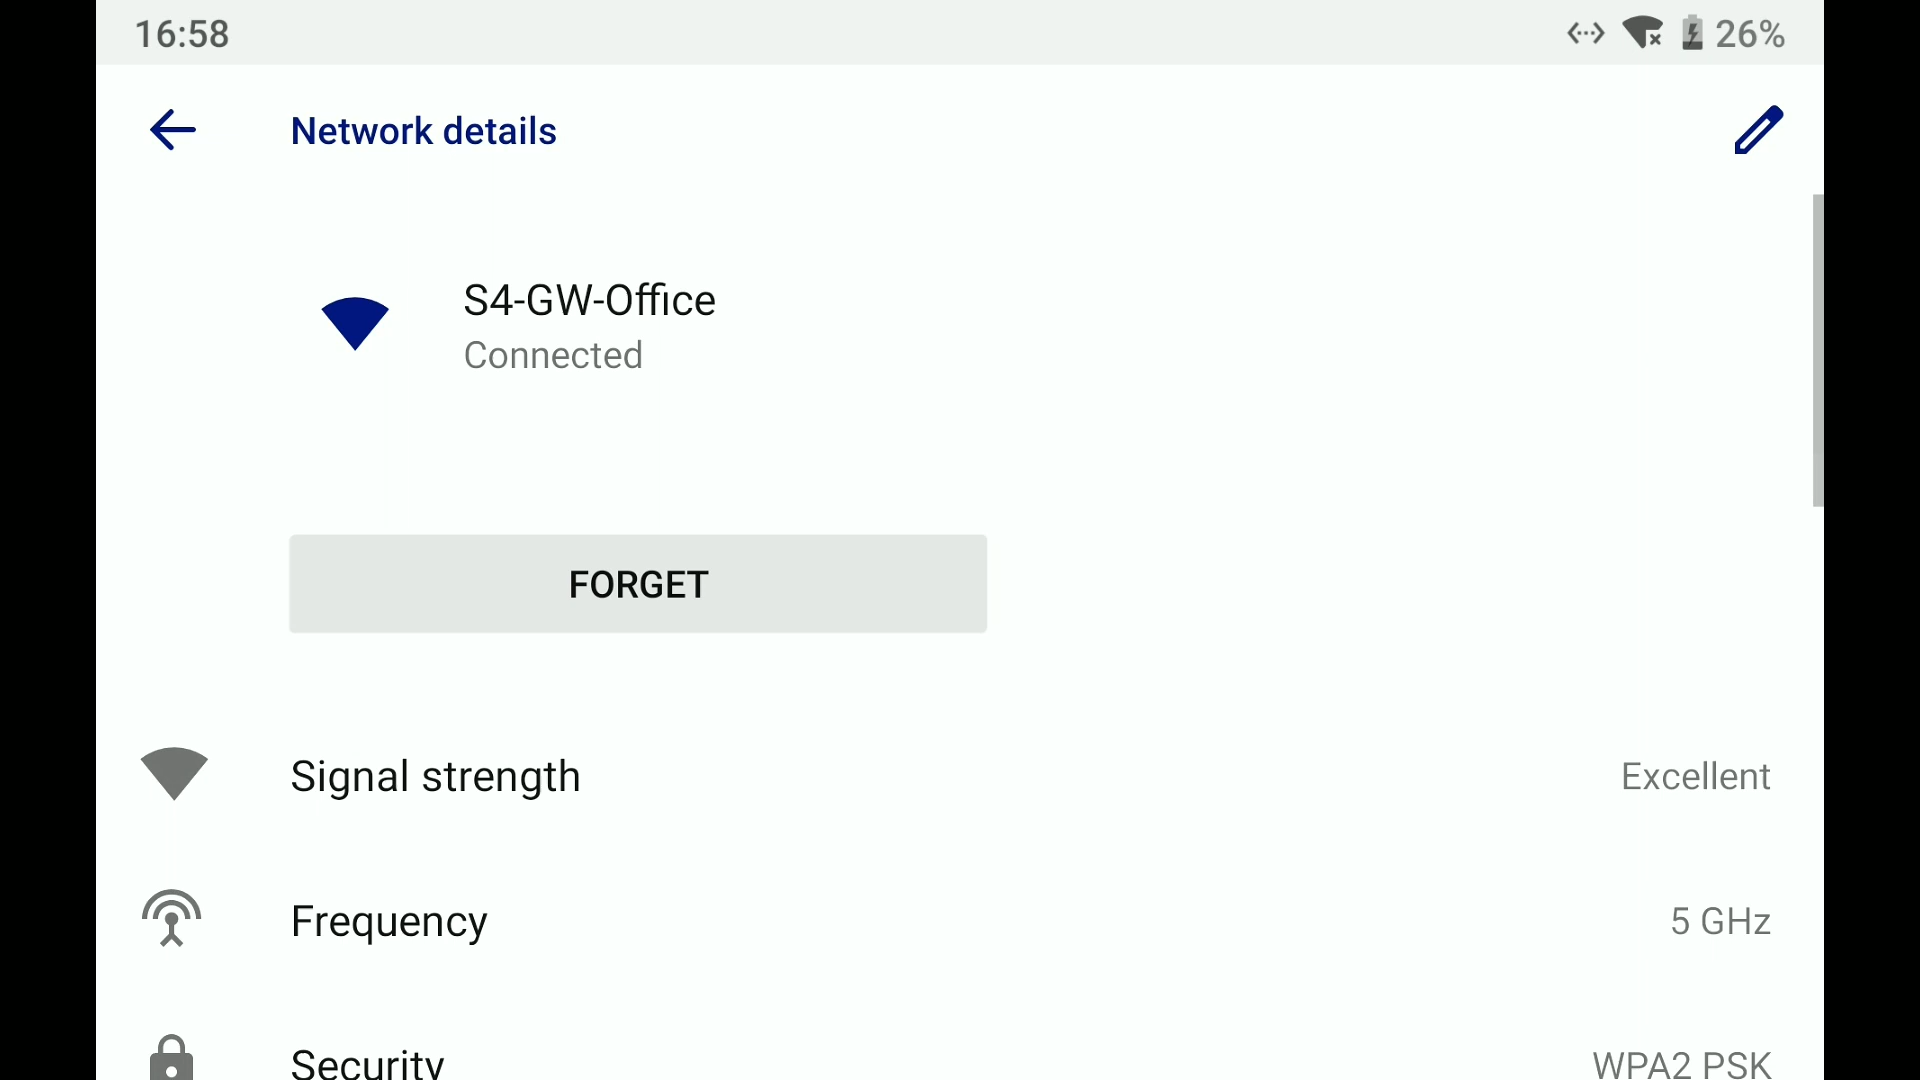 16:58
26%
Network details
S4-GW-Office
Connected
FORGET
Signal strength
Excellent
Frequency
5 GHz
Security
WPA2 PSK